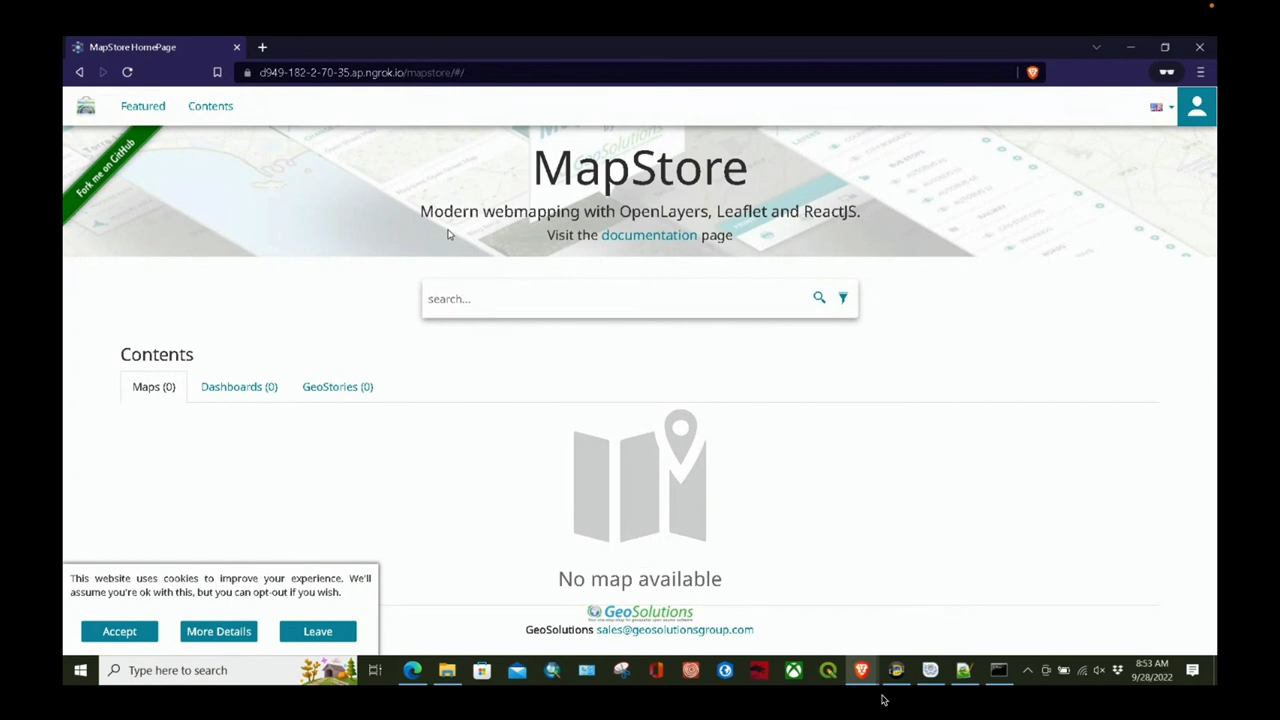 MapStore HomePage
d949-182-2-70-35.ap.ngrok.io/mapstore/#/
Featured Contents
Fork me on GitHub
MapStore
Modern webmapping with OpenLayers, Leaflet and ReactJS.
Visit the documentation page
search...
Contents
Maps (0) Dashboards (0) GeoStories (0)
No map available
This website uses cookies to improve your experience. We'll
assume you're ok with this, but you can opt-out if you wish.
Accept More Details Leave
GeoSolutions
GeoSolutions sales@geosolutionsgroup.com
Type here to search
8:53 AM
9/28/2022